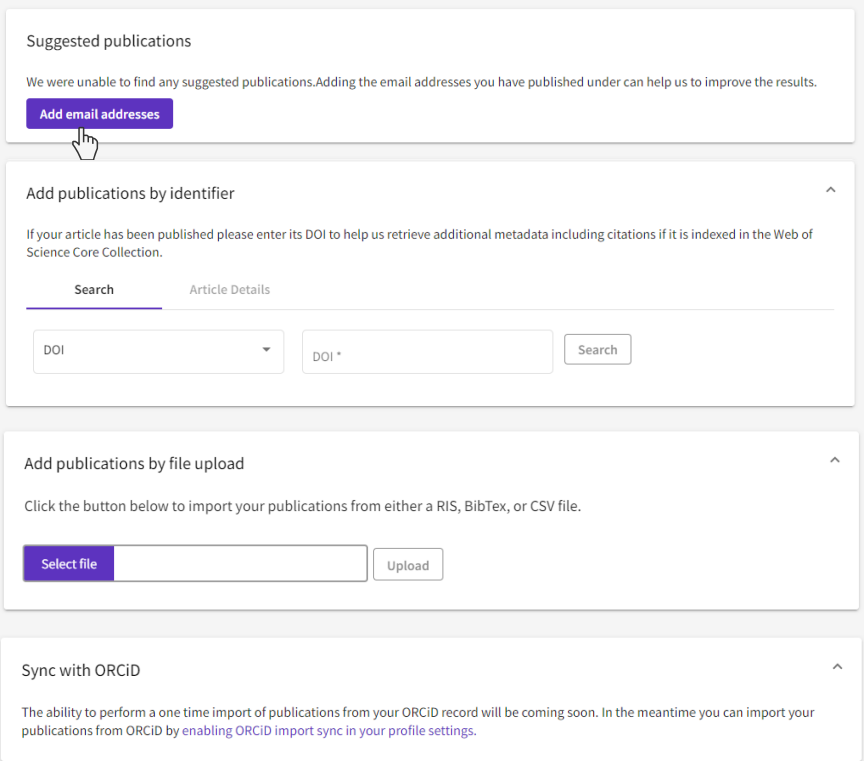 Suggested publications
We were unable to find any suggested publications.Adding the email addresses you have published under can help us to improve the results.
Add email addresses
Add publications by identifier
If your article has been published please enter its DOI to help us retrieve additional metadata including citations if it is indexed in the Web of
Science Core Collection.
Search Article Details
DOI DOI * Search
Add publications by file upload
Click the button below to import your publications from either a RIS, BibTex, or CSV file.
Select file Upload
Sync with ORCiD
The ability to perform a one time import of publications from your ORCiD record will be coming soon. In the meantime you can import your
publications from ORCiD by enabling ORCiD import sync in your profile settings.